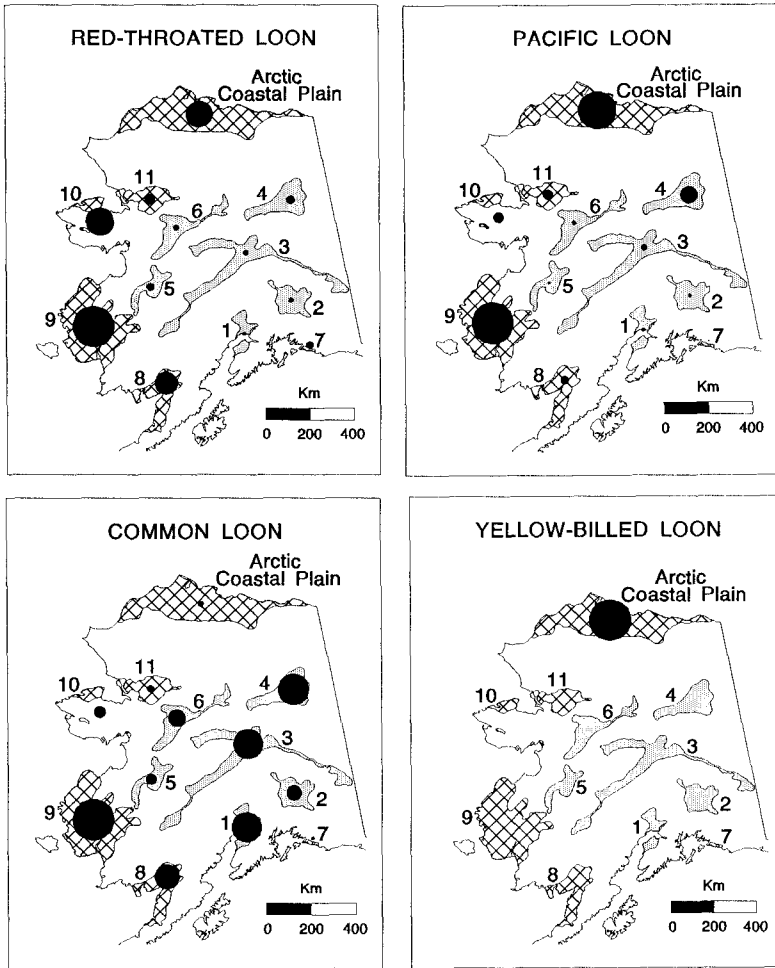 RED-THROATED LOON
Arctic
Coastal Plain
11
10
6
4
3
5
2
9
1
7
8
Km
0 200 400
PACIFIC LOON
Arctic
Coastal Plain
11
10
6
4
3
5
2
9
1
7
8
Km
0 200 400
COMMON LOON
Arctic
Coastal Plain
11
10
6
4
3
5
2
9
1
7
8
Km
0 200 400
YELLOW-BILLED LOON
Arctic
Coastal Plain
11
10
6
4
3
5
2
9
1
7
8
Km
0 200 400